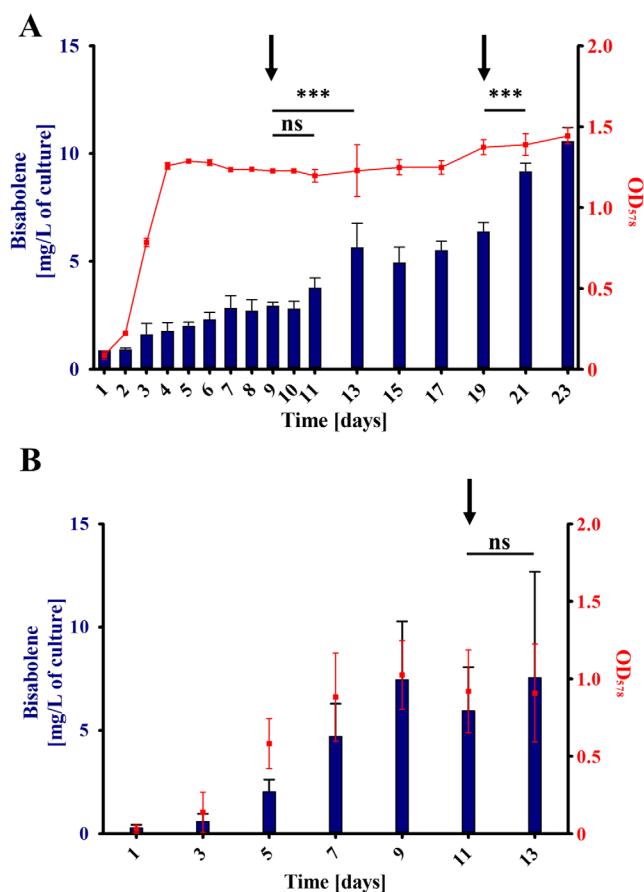 A
15
10
5
0
Bisabolene
[mg/L of culture]
***
***
ns
2.0
1.5
1.0
0.5
0
OD₅₇₈
1 2 3 4 5 6 7 8 9 10 11 13 15 17 19 21 23
Time [days]
B
15
10
5
0
Bisabolene
[mg/L of culture]
ns
2.0
1.5
1.0
0.5
0
OD₅₇₈
1 3 5 7 9 11 13
Time [days]